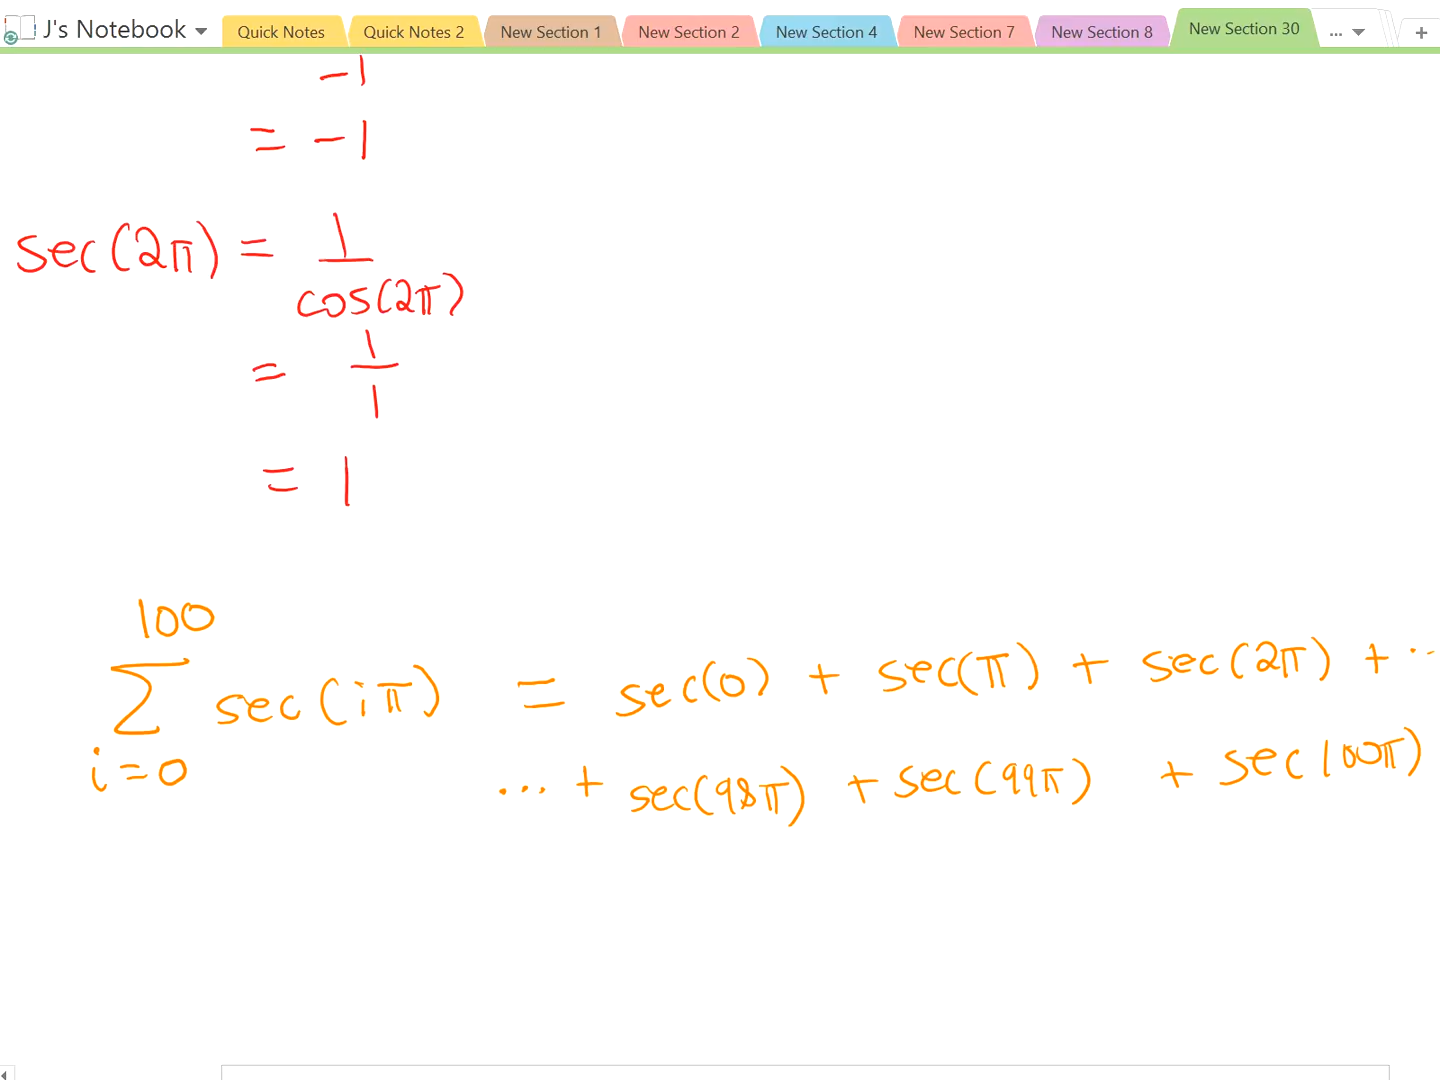 J's Notebook Quick Notes Quick Notes 2 New Section 1 New Section 2 New Section 4 New Section 7 New Section 8 New Section 30 ... +
-1
= -1
sec(2π) = 1
cos(2π)
= 1
1
= 1
100
∑ sec(iπ) = sec(0) + sec(π) + sec(2π) + ..
i=0
... + sec(98π) + sec(99π) + sec100π)